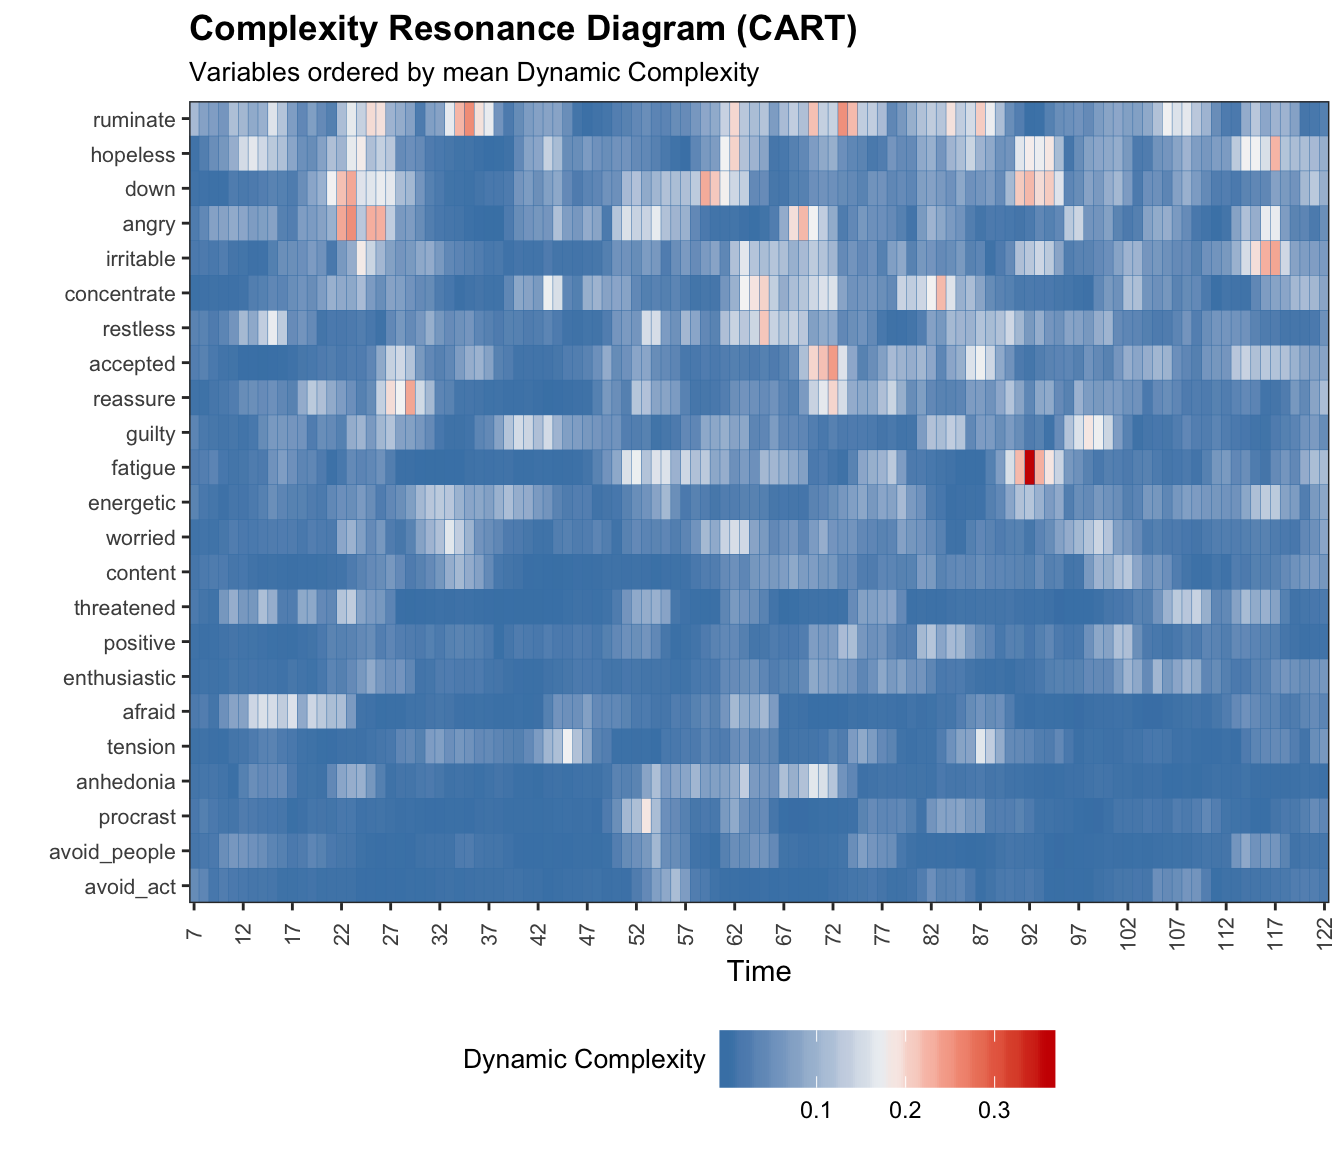 Complexity Resonance Diagram (CART)
Variables ordered by mean Dynamic Complexity
ruminate
hopeless
down
angry
irritable
concentrate
restless
accepted
reassure
guilty
fatigue
energetic
worried
content
threatened
positive
enthusiastic
afraid
tension
anhedonia
procrast
avoid_people
avoid_act
7 12 17 22 27 32 37 42 47 52 57 62 67 72 77 82 87 92 97 102 107 112 117 122
Time
Dynamic Complexity
0.1 0.2 0.3